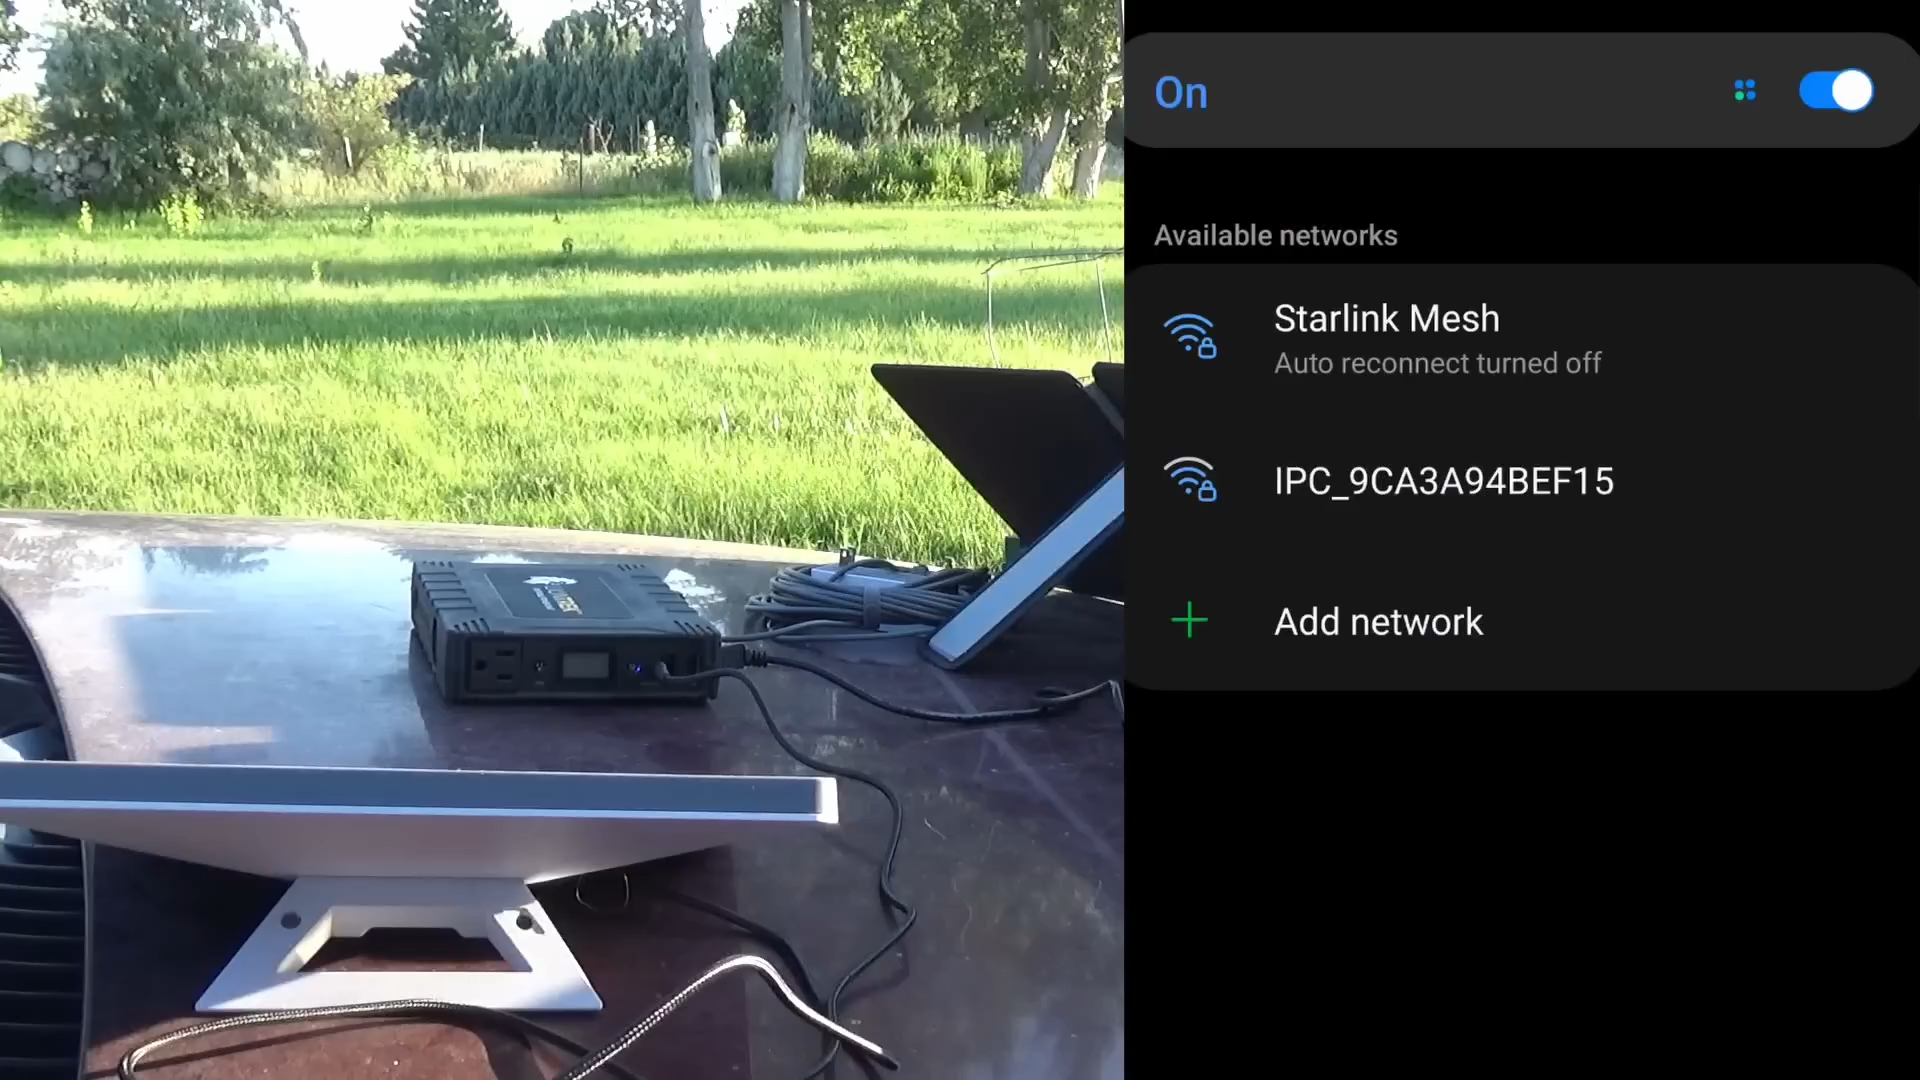 On
Available networks
Starlink Mesh
Auto reconnect turned off
IPC_9CA3A94BEF15
Add network